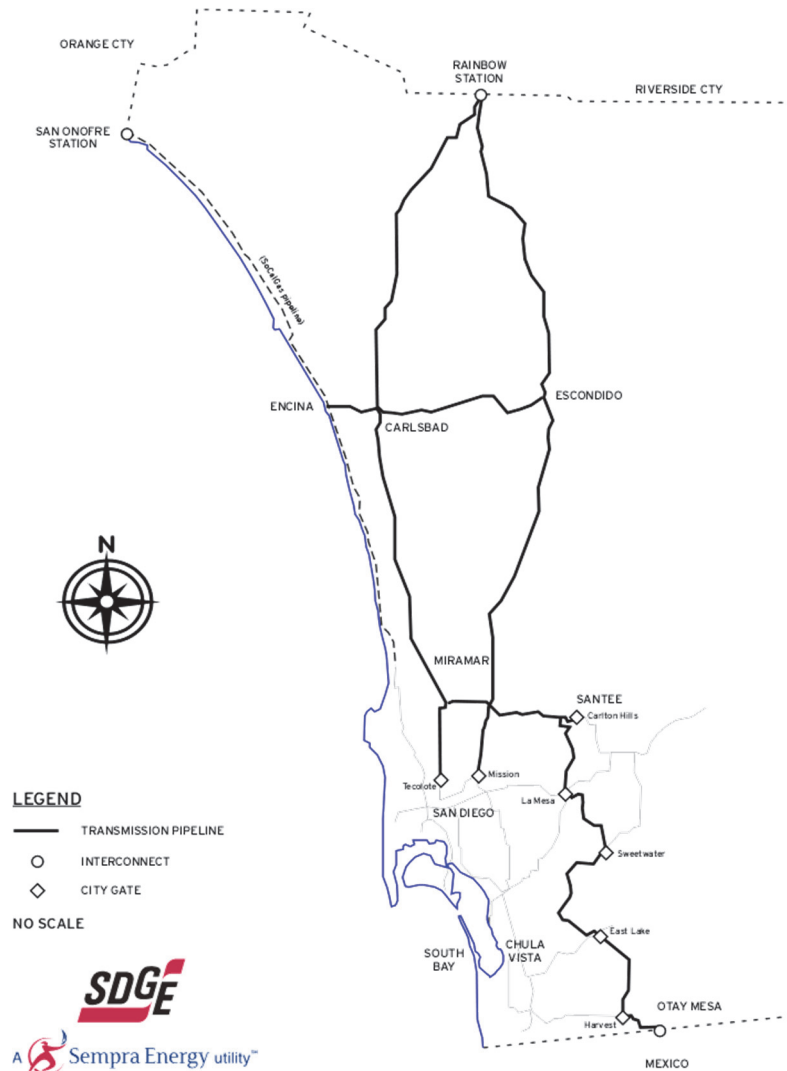 ORANGE CTY
RAINBOW
STATION
RIVERSIDE CTY
SAN ONOFRE
STATION
(SoCalGas pipeline)
ENCINA
ESCONDIDO
CARLSBAD
N
MIRAMAR
SANTEE
Carlton Hills
Tecolote
Mission
La Mesa
SAN DIEGO
Sweetwater
LEGEND
TRANSMISSION PIPELINE
INTERCONNECT
CITY GATE
NO SCALE
East Lake
SOUTH
BAY
CHULA
VISTA
OTAY MESA
Harvest
MEXICO
SDGE
A Sempra Energy utility™